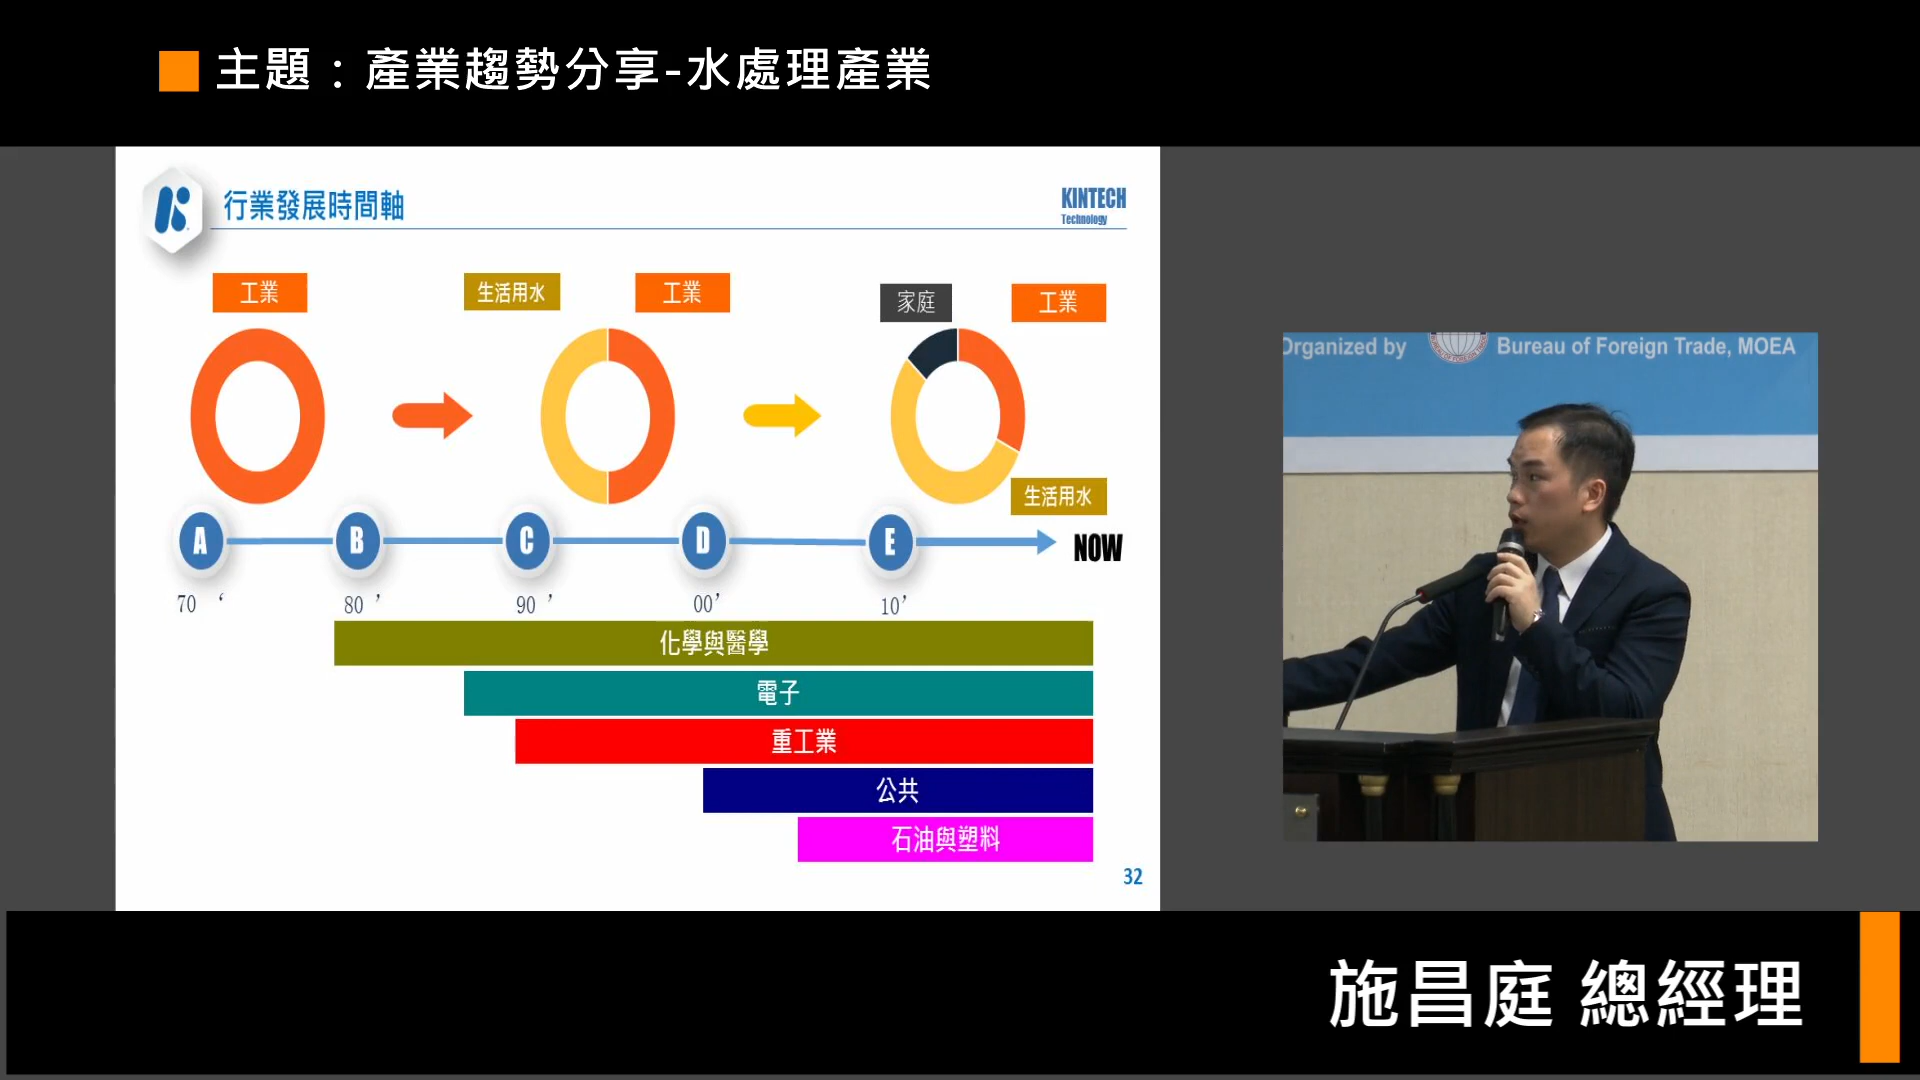 主題：產業趨勢分享-水處理產業
行業發展時間軸
KINTECH
Technology
工業
生活用水
工業
家庭
工業
生活用水
A B C D E NOW
70 ‘ 80 ’ 90 ’ 00’ 10’
化學與醫學
電子
重工業
公共
石油與塑料
32
Organized by Bureau of Foreign Trade, MOEA
施昌庭 總經理